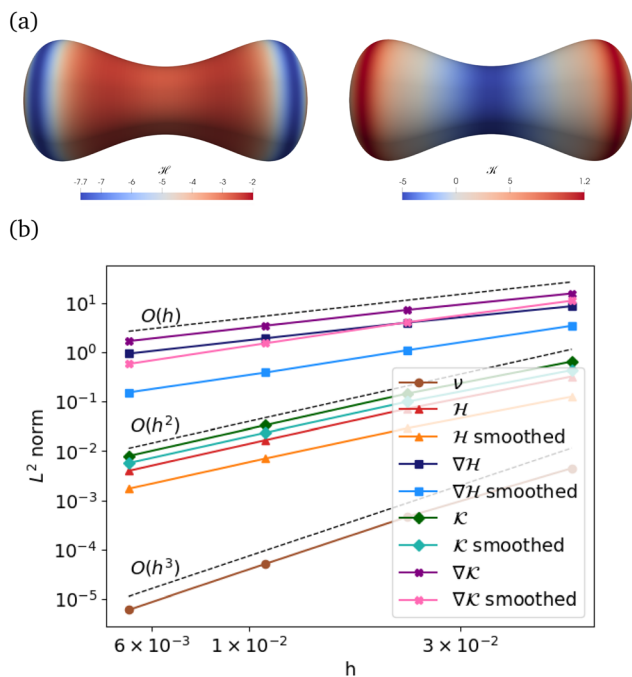 (a)
ℋ
-7.7 -7 -6 -5 -4 -3 -2
𝒦
-5 0 5 1.2
(b)
10¹
10⁰
10⁻¹
10⁻²
10⁻³
10⁻⁴
10⁻⁵
L² norm
O(h)
O(h²)
O(h³)
ν
ℋ
ℋ smoothed
∇ℋ
∇ℋ smoothed
𝒦
𝒦 smoothed
∇𝒦
∇𝒦 smoothed
6 × 10⁻³ 1 × 10⁻² 3 × 10⁻²
h